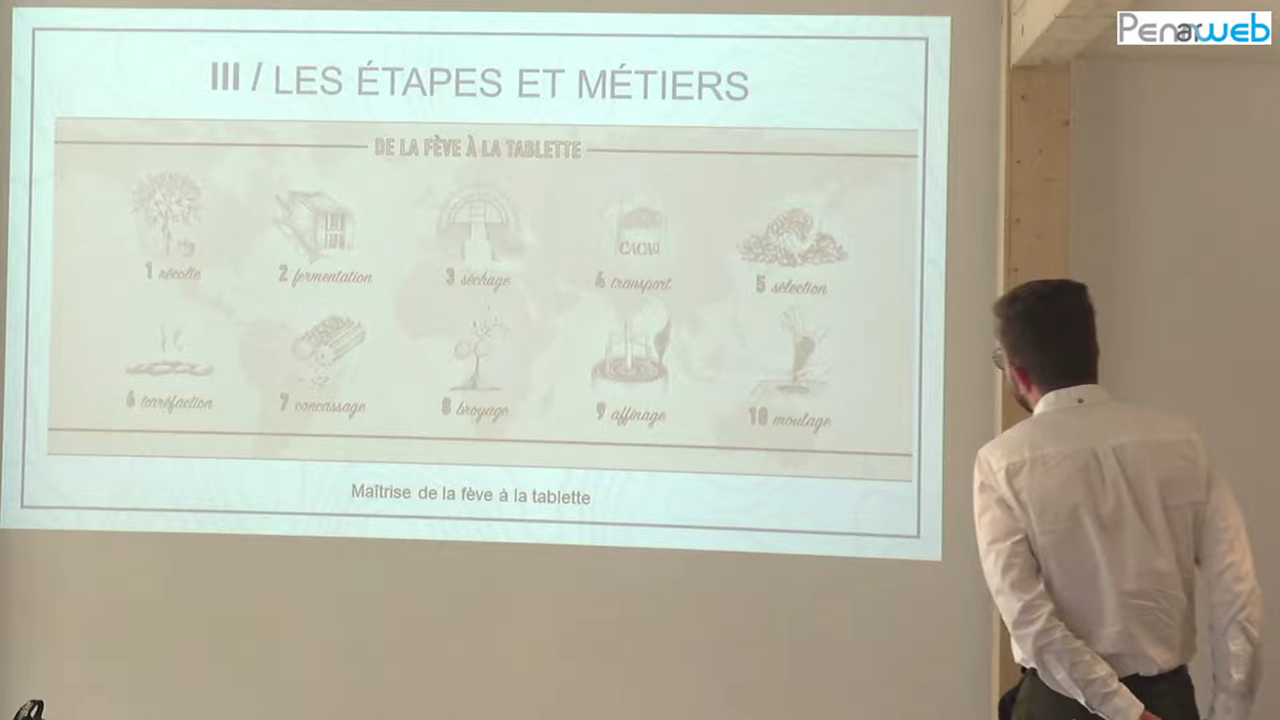 Penarweb
III / LES ÉTAPES ET MÉTIERS
DE LA FÈVE À LA TABLETTE
CACAO
1 récolte 2 fermentation 3 séchage 4 transport 5 sélection
6 torréfaction 7 concassage 8 broyage 9 affinage 10 moulage
Maîtrise de la fève à la tablette